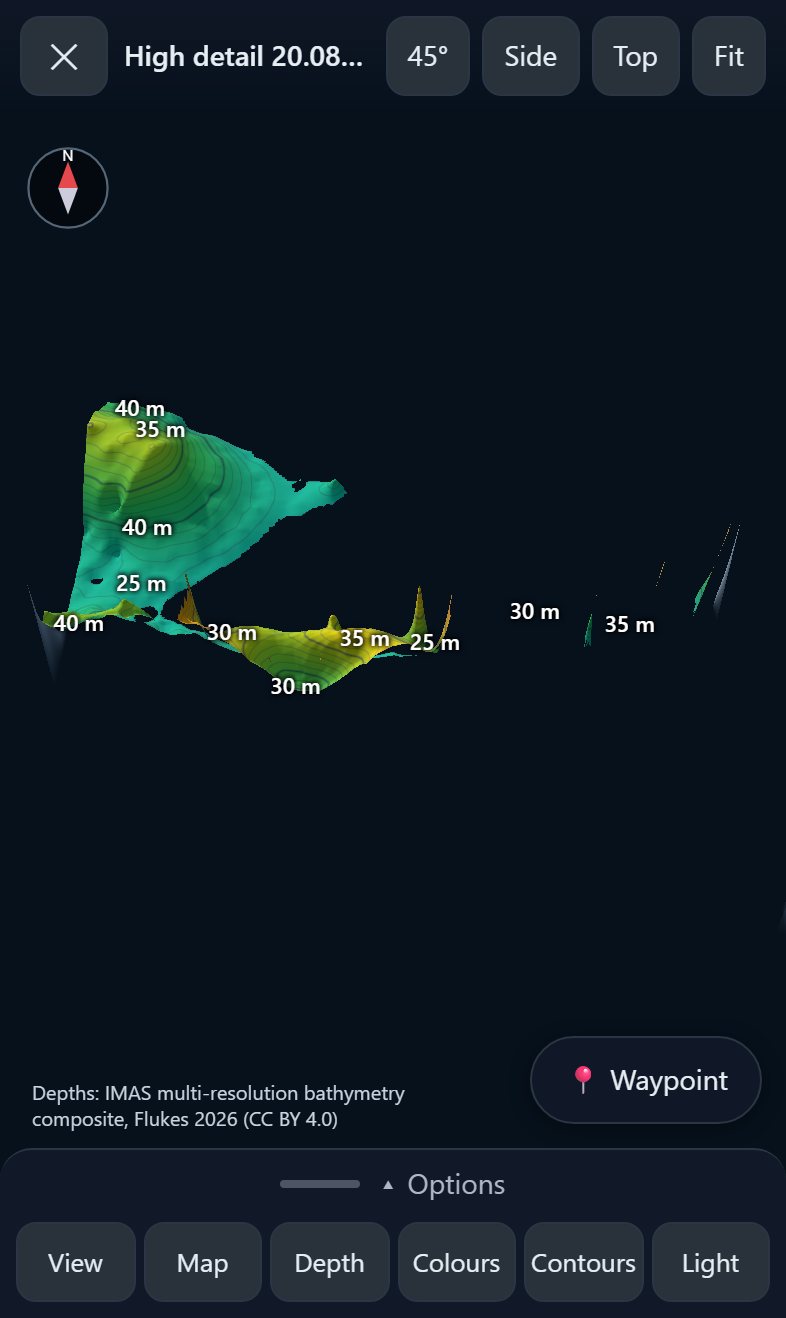 High detail 20.08...
45°
Side
Top
Fit
N
40 m
35 m
40 m
25 m
40 m
30 m
35 m
25 m
30 m
35 m
30 m
Depths: IMAS multi-resolution bathymetry
composite, Flukes 2026 (CC BY 4.0)
Waypoint
Options
View
Map
Depth
Colours
Contours
Light